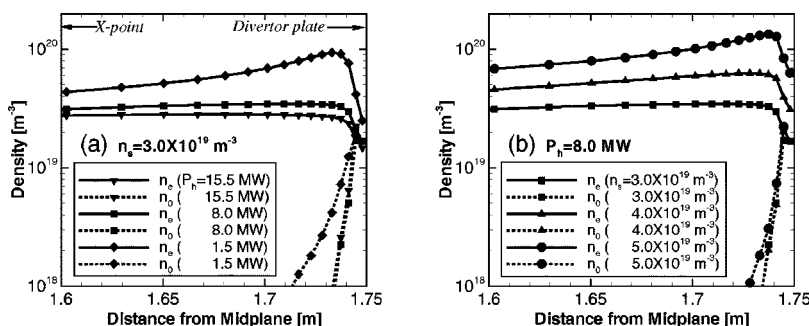 X-point Divertor plate
10²⁰
10¹⁹
10¹⁸
Density [m⁻³]
(a) nₛ=3.0X10¹⁹ m⁻³
nₑ (Pₕ=15.5 MW)
n₀ ( 15.5 MW)
nₑ ( 8.0 MW)
n₀ ( 8.0 MW)
nₑ ( 1.5 MW)
n₀ ( 1.5 MW)
1.6 1.65 1.7 1.75
Distance from Midplane [m]
10²⁰
10¹⁹
10¹⁸
Density [m⁻³]
(b) Pₕ=8.0 MW
nₑ (nₛ=3.0X10¹⁹ m⁻³)
n₀ ( 3.0X10¹⁹ m⁻³)
nₑ ( 4.0X10¹⁹ m⁻³)
n₀ ( 4.0X10¹⁹ m⁻³)
nₑ ( 5.0X10¹⁹ m⁻³)
n₀ ( 5.0X10¹⁹ m⁻³)
1.6 1.65 1.7 1.75
Distance from Midplane [m]